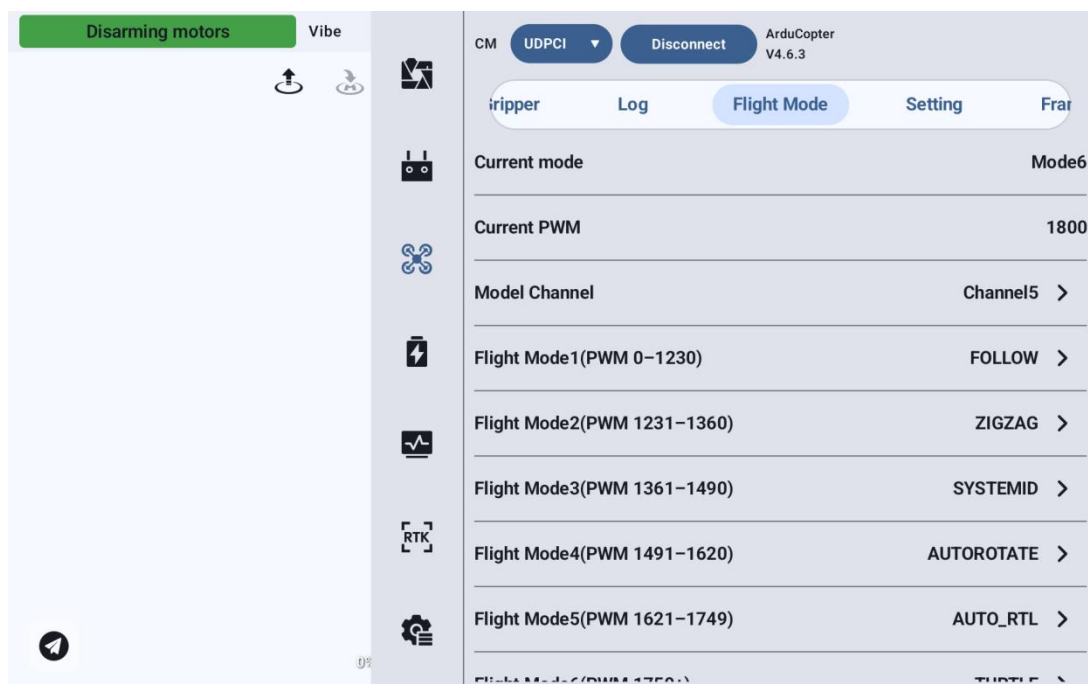 Disarming motors
Vibe
CM
UDPCI
Disconnect
ArduCopter
V4.6.3
Log
Flight Mode
Setting
Current mode
Mode6
Current PWM
1800
Model Channel
Channel5
Flight Mode1(PWM 0–1230)
FOLLOW
Flight Mode2(PWM 1231–1360)
ZIGZAG
Flight Mode3(PWM 1361–1490)
SYSTEMID
RTK
Flight Mode4(PWM 1491–1620)
AUTOROTATE
Flight Mode5(PWM 1621–1749)
AUTO_RTL